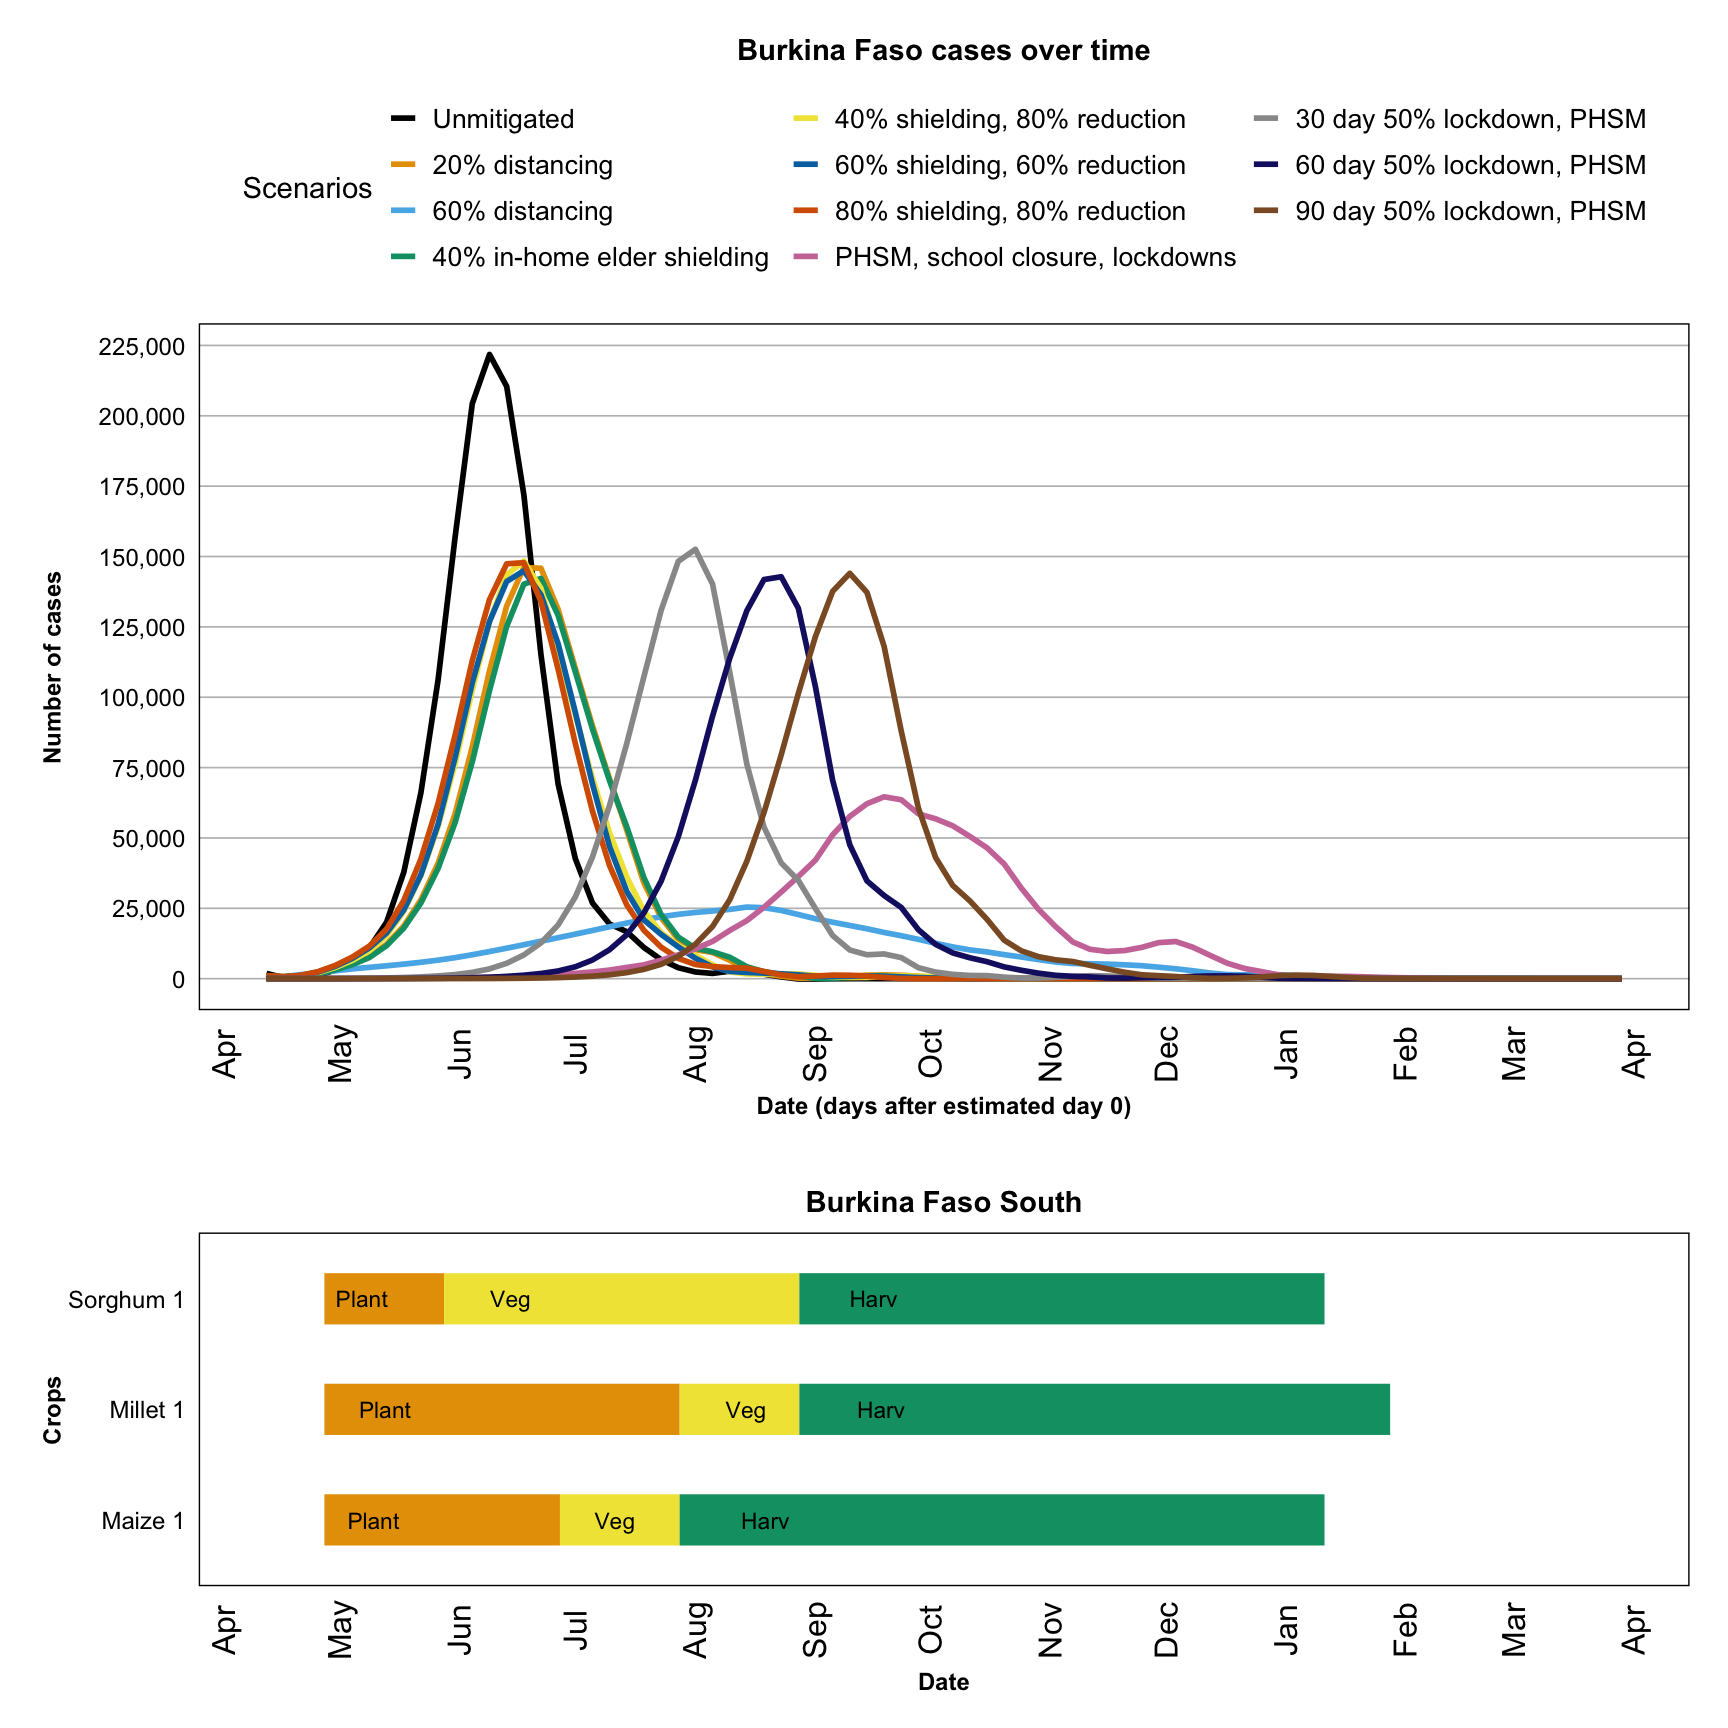 Burkina Faso cases over time
Scenarios
Unmitigated
20% distancing
60% distancing
40% in-home elder shielding
40% shielding, 80% reduction
60% shielding, 60% reduction
80% shielding, 80% reduction
PHSM, school closure, lockdowns
30 day 50% lockdown, PHSM
60 day 50% lockdown, PHSM
90 day 50% lockdown, PHSM
Number of cases
225,000
200,000
175,000
150,000
125,000
100,000
75,000
50,000
25,000
0
Apr May Jun Jul Aug Sep Oct Nov Dec Jan Feb Mar Apr
Date (days after estimated day 0)
Burkina Faso South
Crops
Sorghum 1 Plant Veg Harv
Millet 1 Plant Veg Harv
Maize 1 Plant Veg Harv
Apr May Jun Jul Aug Sep Oct Nov Dec Jan Feb Mar Apr
Date